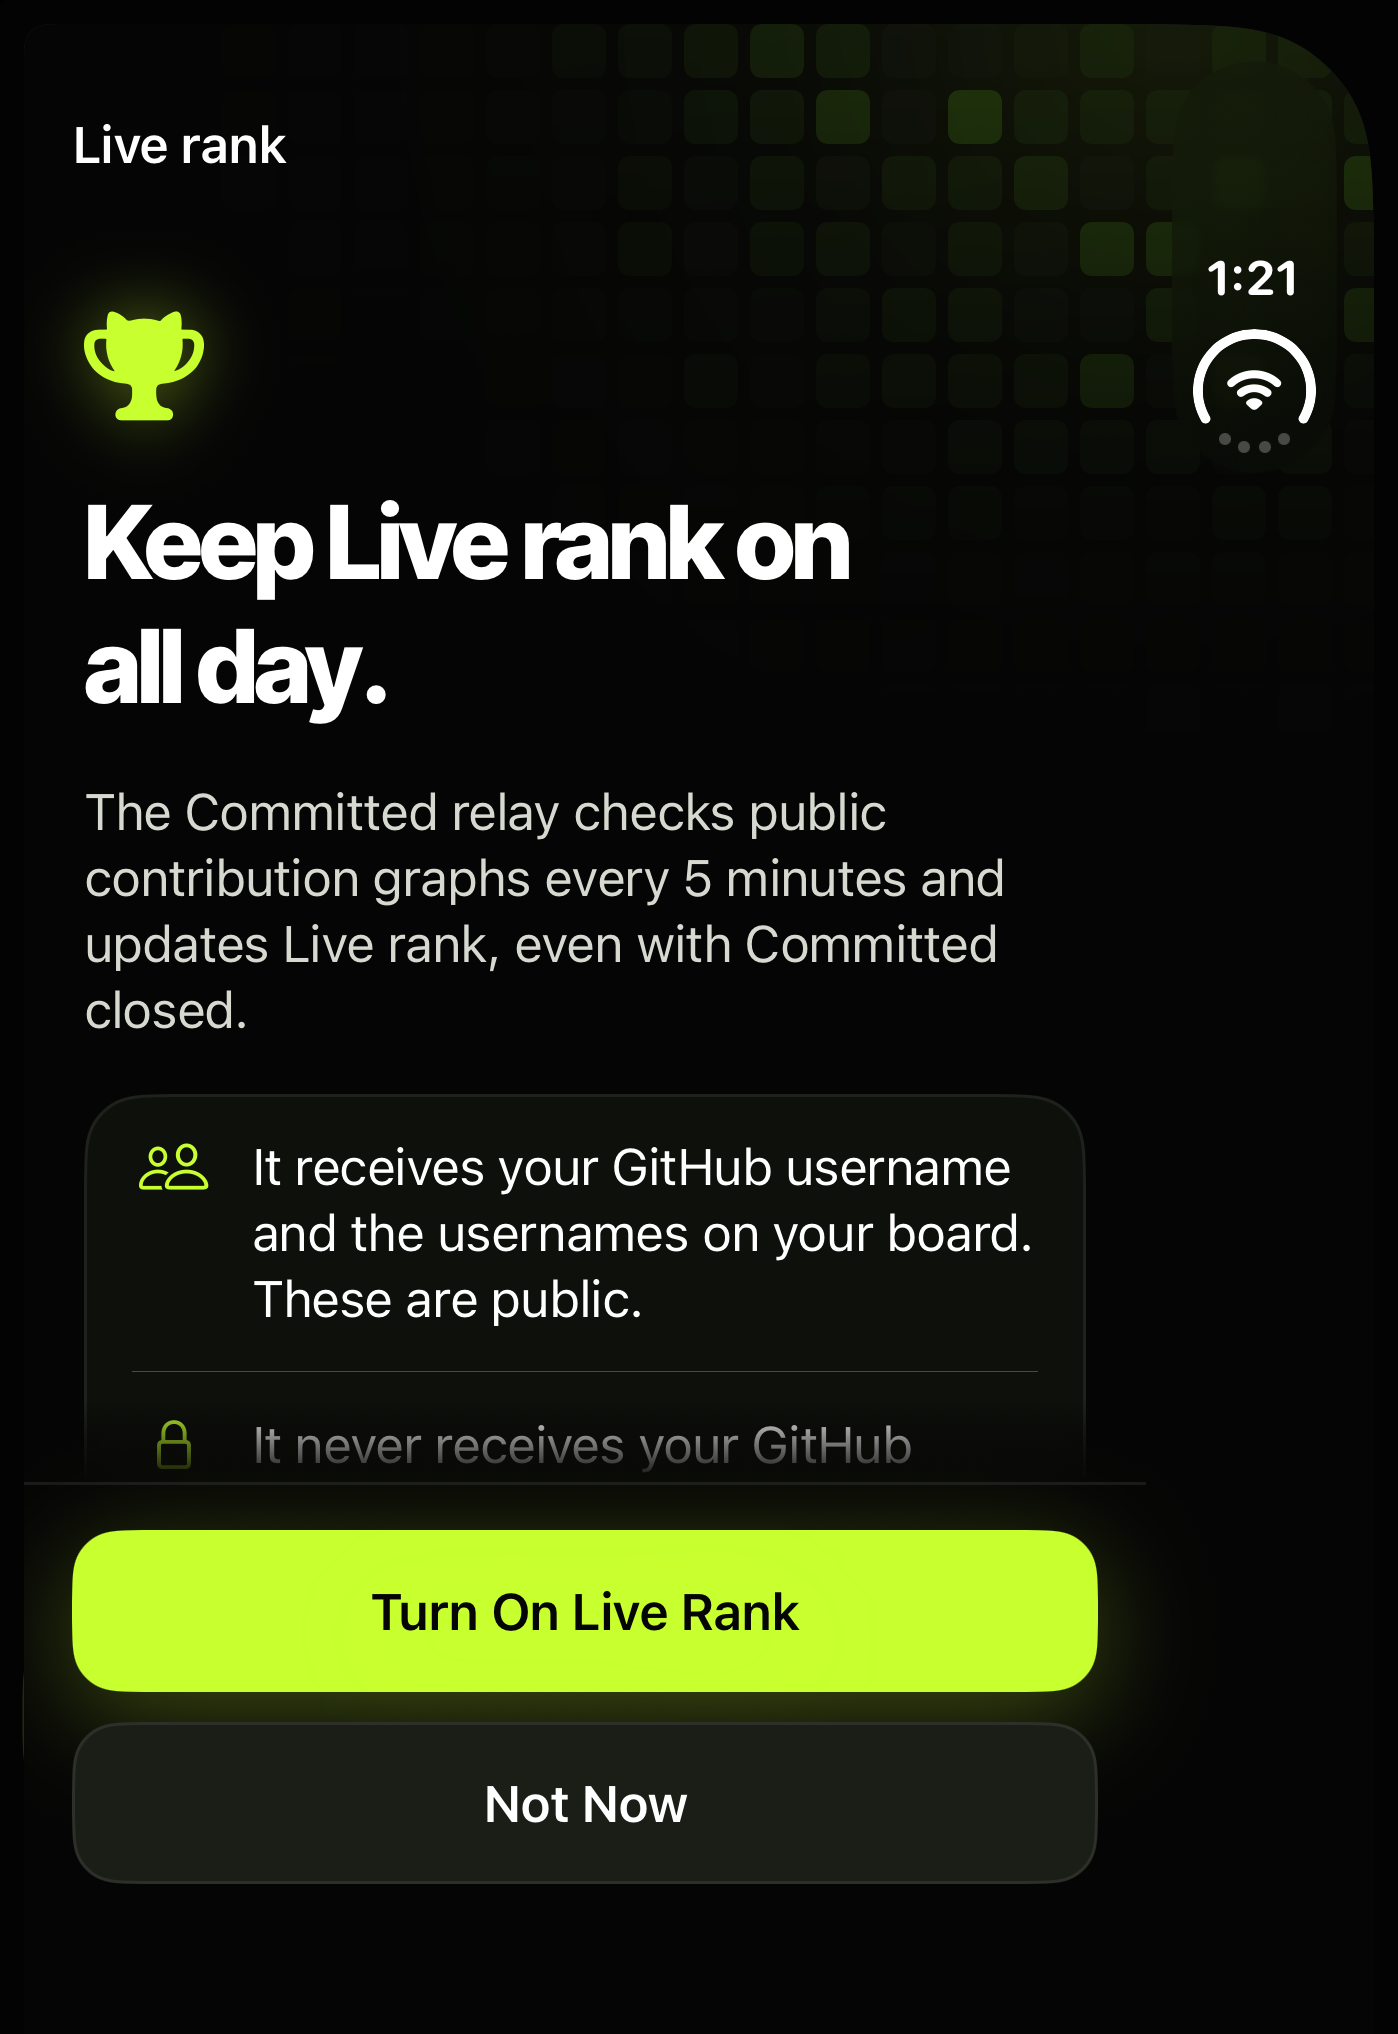 Live rank
1:21
Keep Live rank on
all day.
The Committed relay checks public
contribution graphs every 5 minutes and
updates Live rank, even with Committed
closed.
It receives your GitHub username
and the usernames on your board.
These are public.
It never receives your GitHub
Turn On Live Rank
Not Now